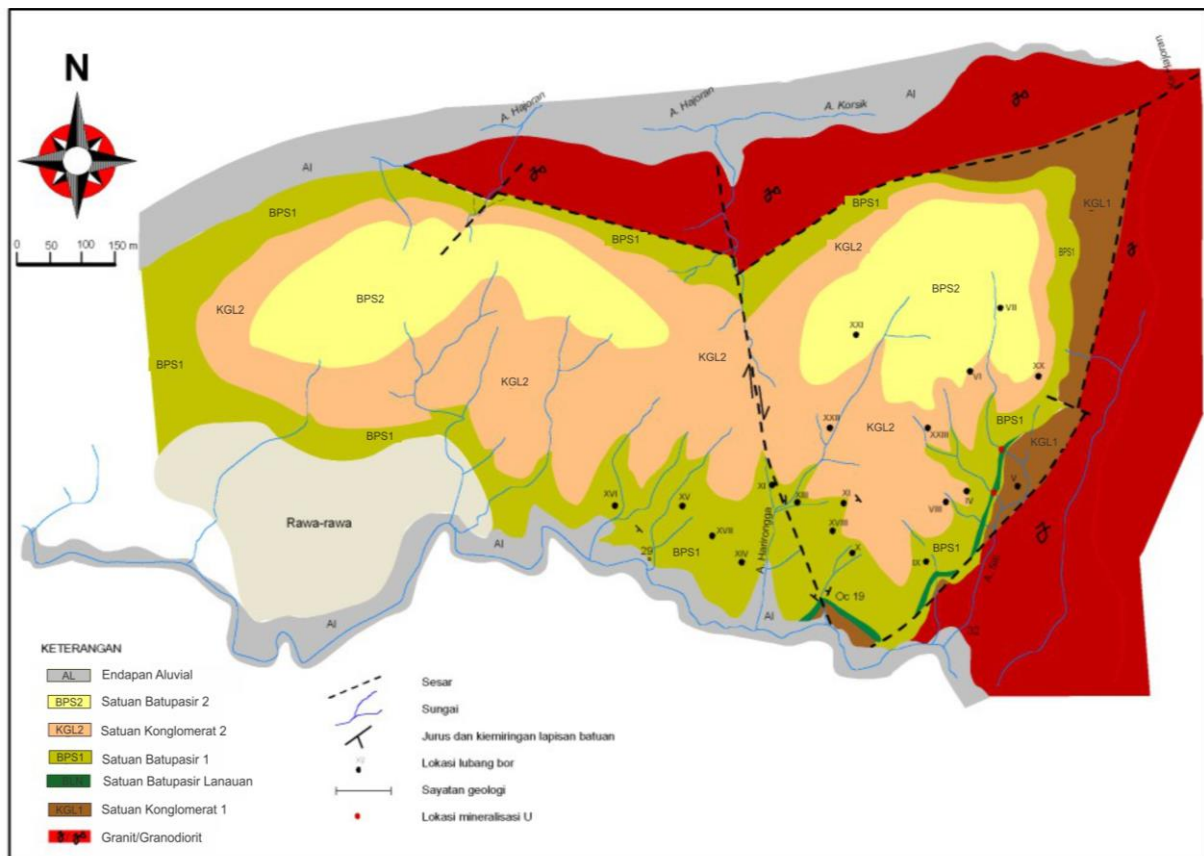 N
0 50 100 150 m
A. Hajoran
A. Hajoran
A. Korsik
Al
Al
BPS1
BPS1
BPS1
KGL2
KGL1
BPS1
KGL2
BPS2
BPS2
VII
XXI
BPS1
KGL2
KGL2
VI
XX
BPS1
XXII
KGL2
XXIII
BPS1
KGL1
XVI
XV
XI
XIII
XI
VIII
IV
V
Rawa-rawa
XVII
XVIII
29
BPS1
XIV
A. Harirongga
X
IX
BPS1
Al
Oc 19
Al
Al
KETERANGAN
AL Endapan Aluvial
BPS2 Satuan Batupasir 2
KGL2 Satuan Konglomerat 2
BPS1 Satuan Batupasir 1
Satuan Batupasir Lanauan
KGL1 Satuan Konglomerat 1
Granit/Granodiorit
Sesar
Sungai
Jurus dan kiemiringan lapisan batuan
Lokasi lubang bor
Sayatan geologi
Lokasi mineralisasi U